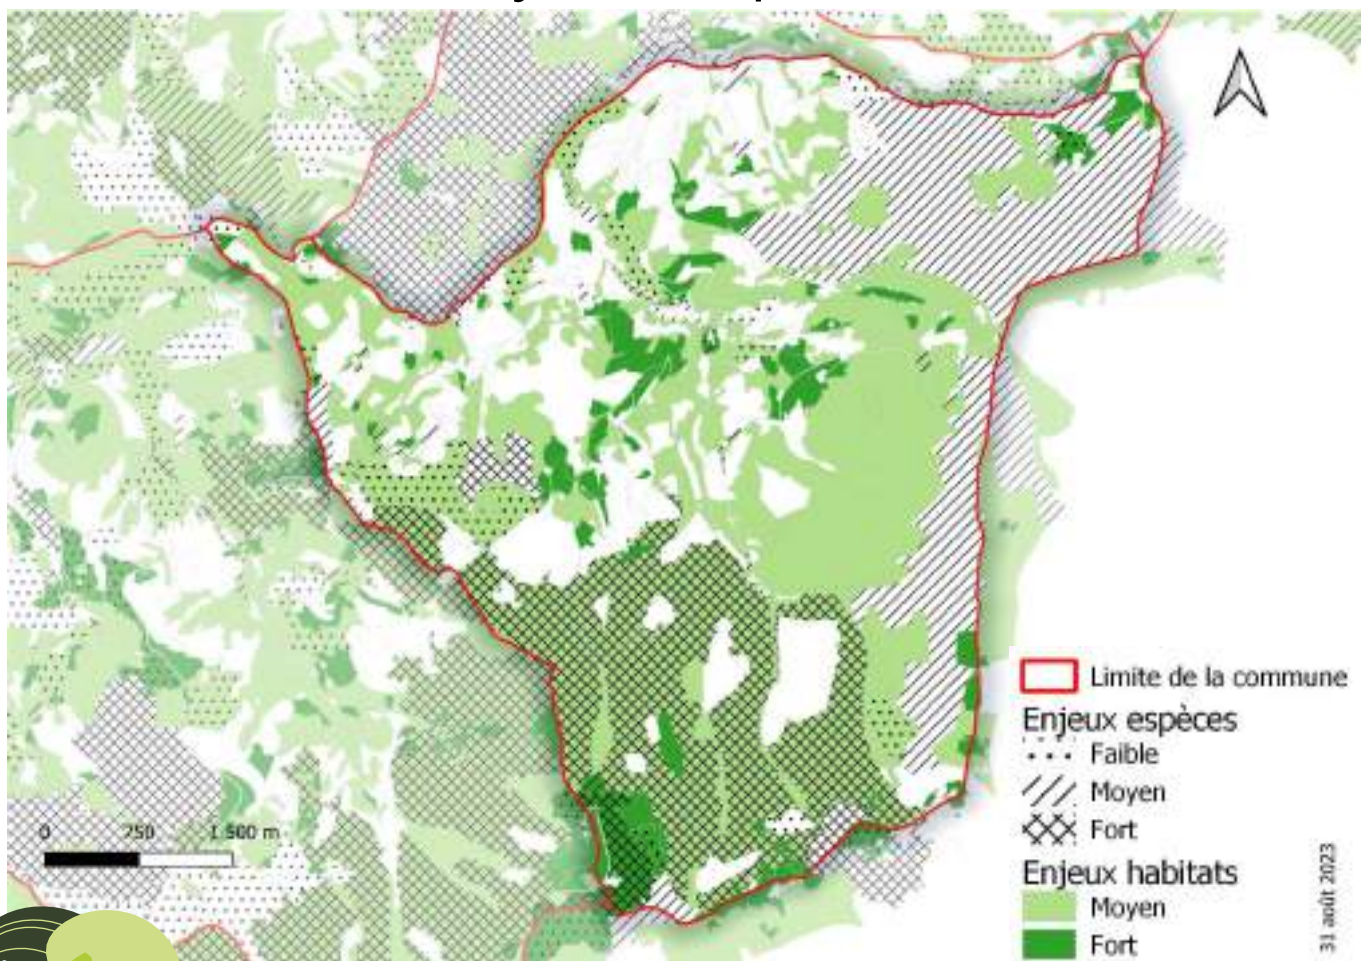 Limite de la commune
Enjeux espèces
Faible
Moyen
Fort
Enjeux habitats
Moyen
Fort
0 750 1 500 m
31 août 2023